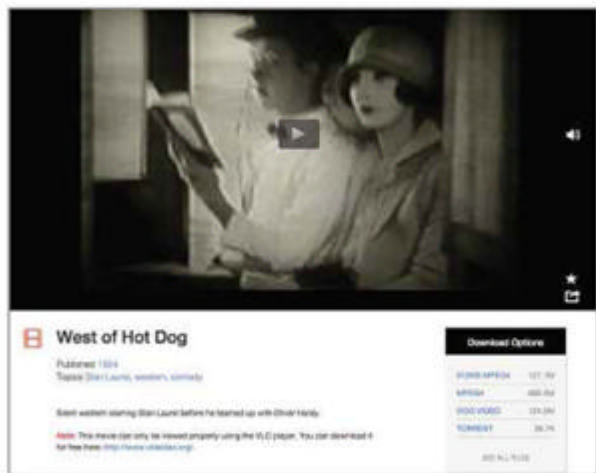 West of Hot Dog
Published 1924
Topics Stan Laurel, western, comedy
Silent western starring Stan Laurel before he teamed up with Oliver Hardy.
Note: This movie can only be viewed properly using the VLC player. You can download it
for free here:
Download Options
MPEG4
OGG VIDEO
TORRENT